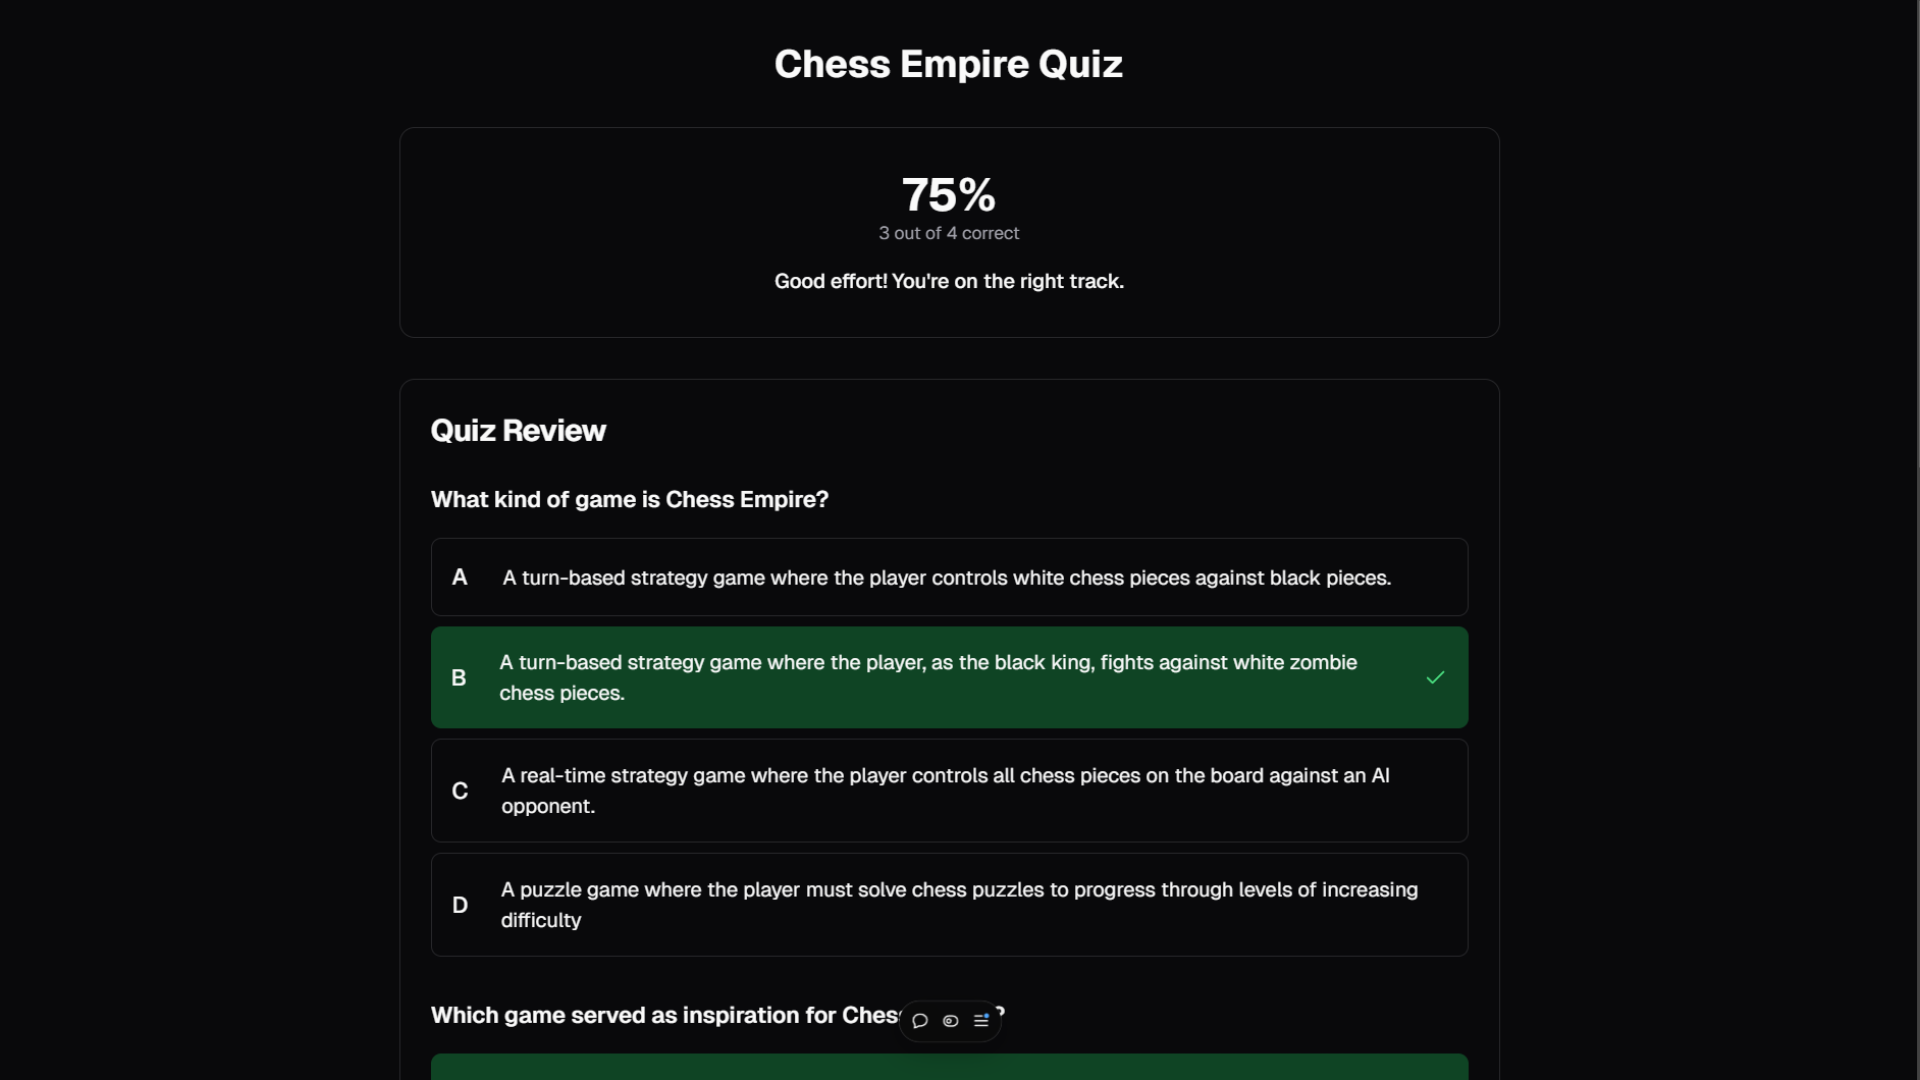 Chess Empire Quiz
75%
3 out of 4 correct
Good effort! You're on the right track.
Quiz Review
What kind of game is Chess Empire?
A
A turn-based strategy game where the player controls white chess pieces against black pieces.
B
A turn-based strategy game where the player, as the black king, fights against white zombie
chess pieces.
C
A real-time strategy game where the player controls all chess pieces on the board against an AI
opponent.
D
A puzzle game where the player must solve chess puzzles to progress through levels of increasing
difficulty
Which game served as inspiration for Ches
?